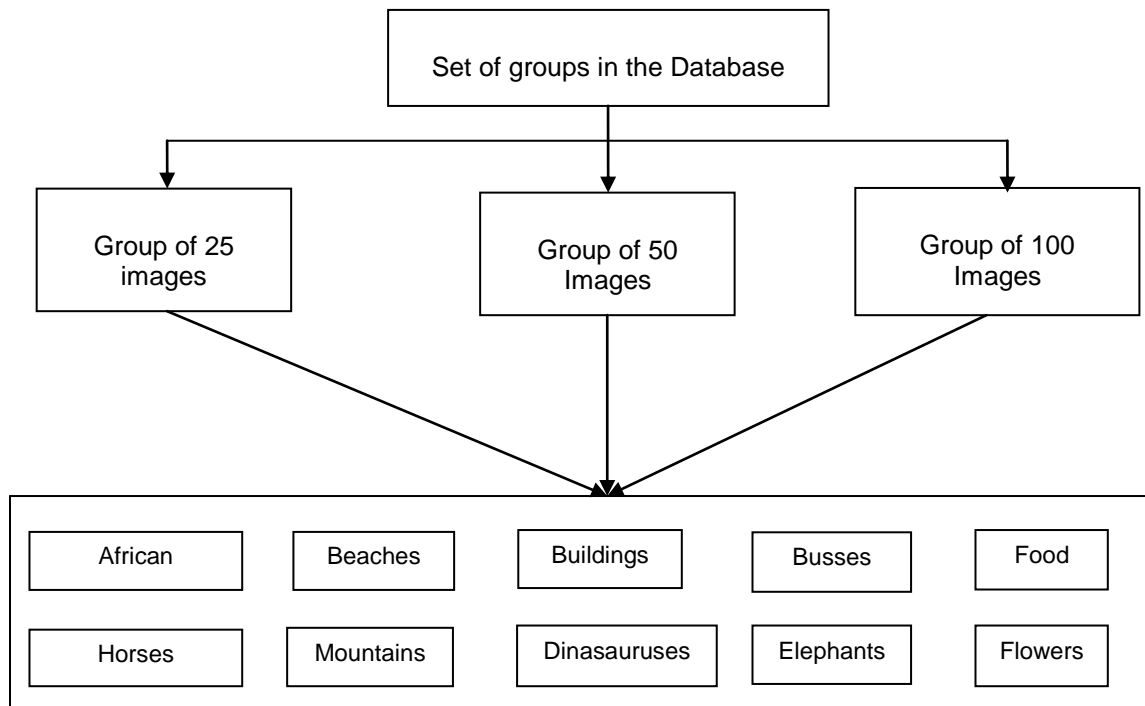 Set of groups in the Database
Group of 25
images
Group of 50
Images
Group of 100
Images
African
Beaches
Buildings
Busses
Food
Horses
Mountains
Dinasauruses
Elephants
Flowers